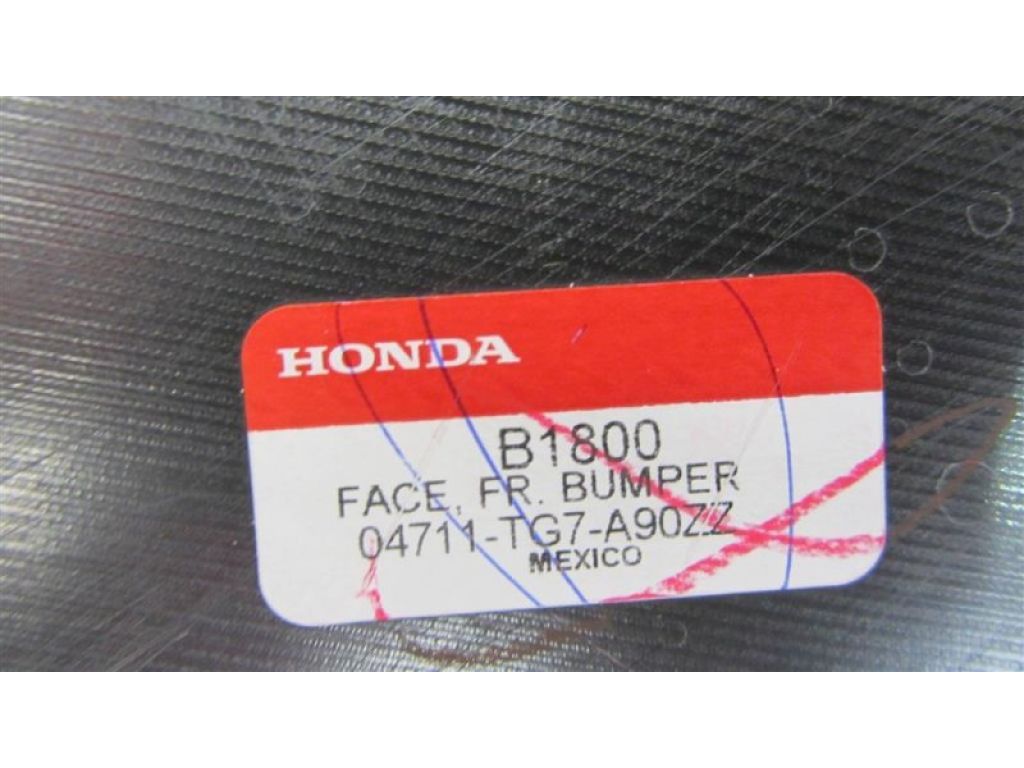 HONDA
B1800
FACE, FR. BUMPER
04711-TG7-A90ZZ
MEXICO